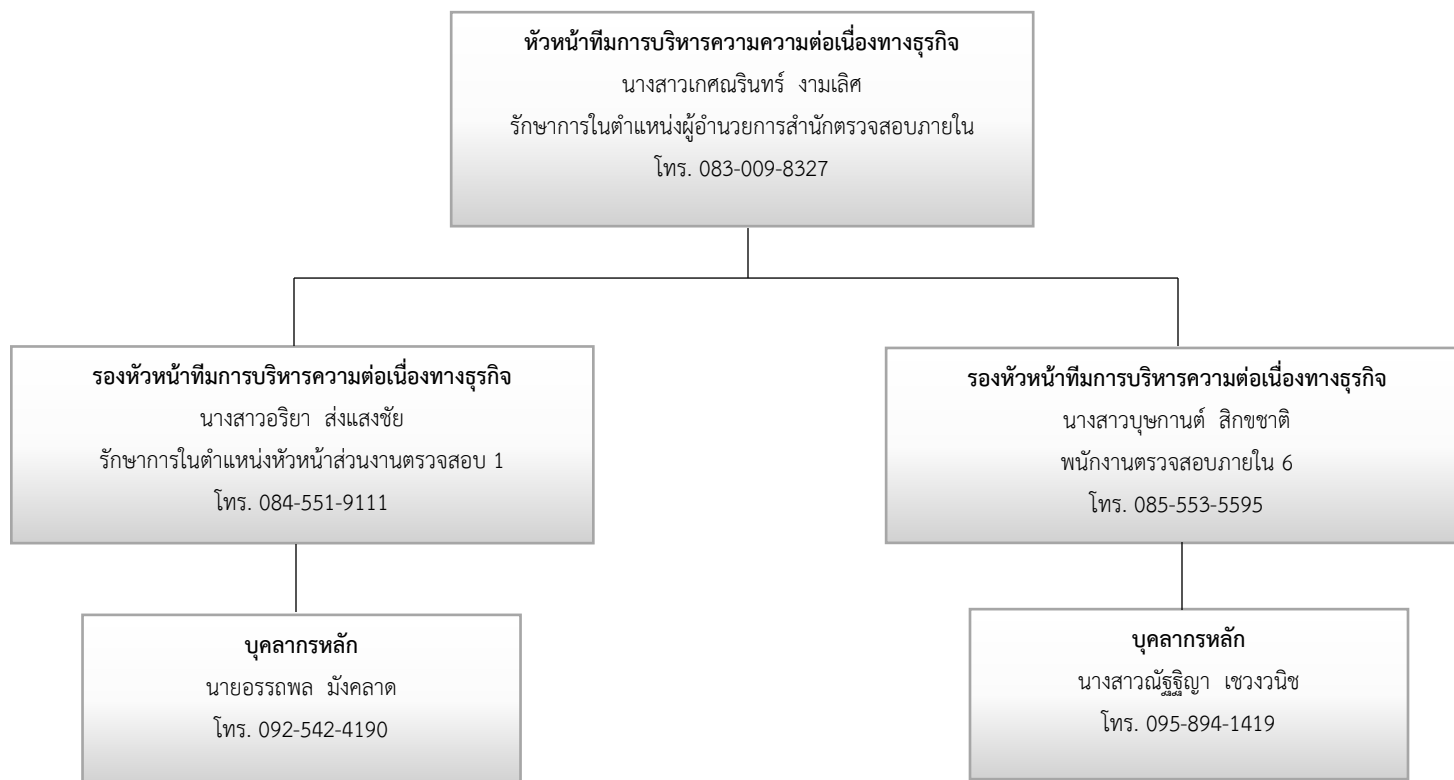 หัวหน้าทีมการบริหารความความต่อเนื่องทางธุรกิจ
นางสาวเกศณรินทร์ งามเลิศ
รักษาการในตำแหน่งผู้อำนวยการสำนักตรวจสอบภายใน
โทร. 083-009-8327
รองหัวหน้าทีมการบริหารความต่อเนื่องทางธุรกิจ
นางสาวอริยา ส่งแสงชัย
รักษาการในตำแหน่งหัวหน้าส่วนงานตรวจสอบ 1
โทร. 084-551-9111
รองหัวหน้าทีมการบริหารความต่อเนื่องทางธุรกิจ
นางสาวบุษกานต์ สิกขชาติ
พนักงานตรวจสอบภายใน 6
โทร. 085-553-5595
บุคลากรหลัก
นายอรรถพล มังคลาด
โทร. 092-542-4190
บุคลากรหลัก
นางสาวณัฐฐิญา เชวงวนิช
โทร. 095-894-1419